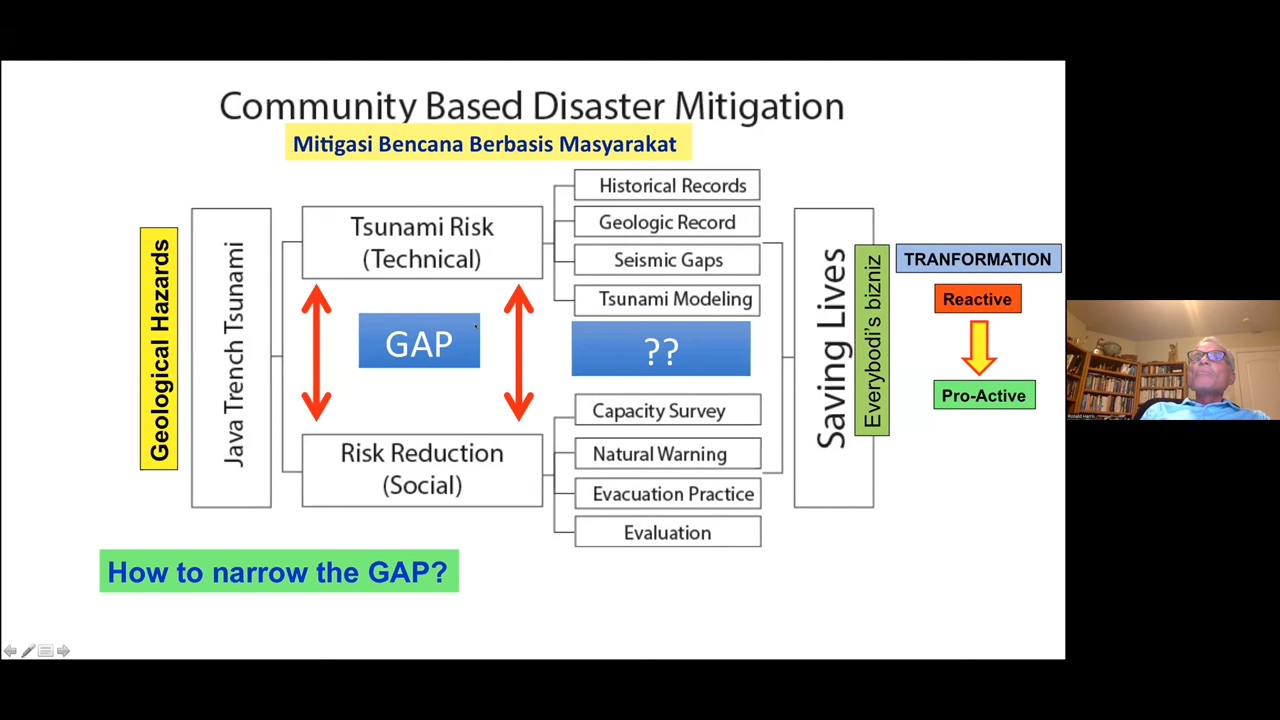 Community Based Disaster Mitigation
Mitigasi Bencana Berbasis Masyarakat
Geological Hazards
Java Trench Tsunami
Tsunami Risk
(Technical)
Historical Records
Geologic Record
Seismic Gaps
Tsunami Modeling
GAP
??
Risk Reduction
(Social)
Capacity Survey
Natural Warning
Evacuation Practice
Evaluation
Saving Lives
Everybodi's bizniz
TRANFORMATION
Reactive
Pro-Active
How to narrow the GAP?
Ronald Harris